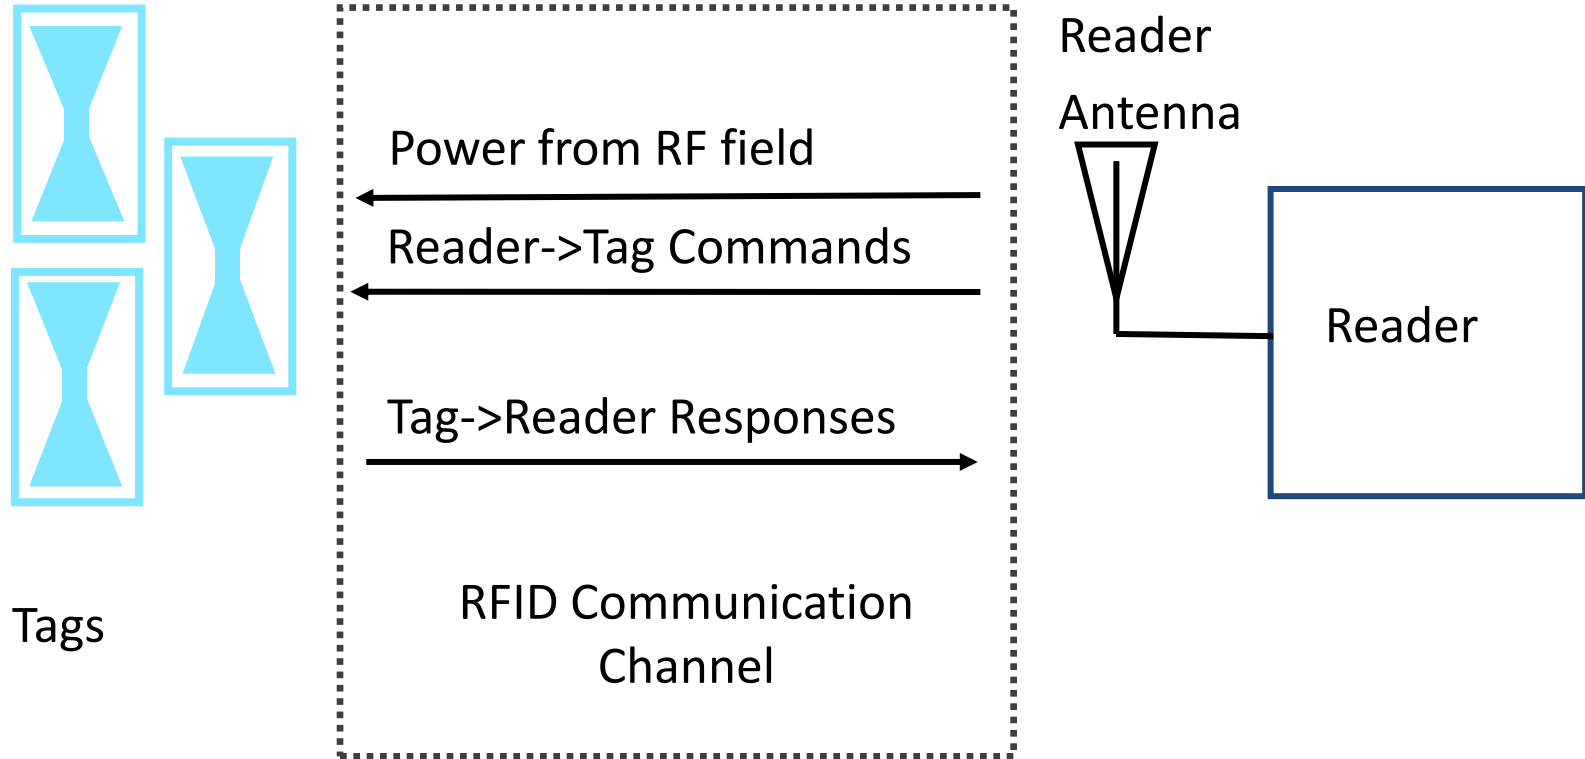 Reader
Antenna
Power from RF field
Reader->Tag Commands
Reader
Tag->Reader Responses
RFID Communication
Channel
Tags